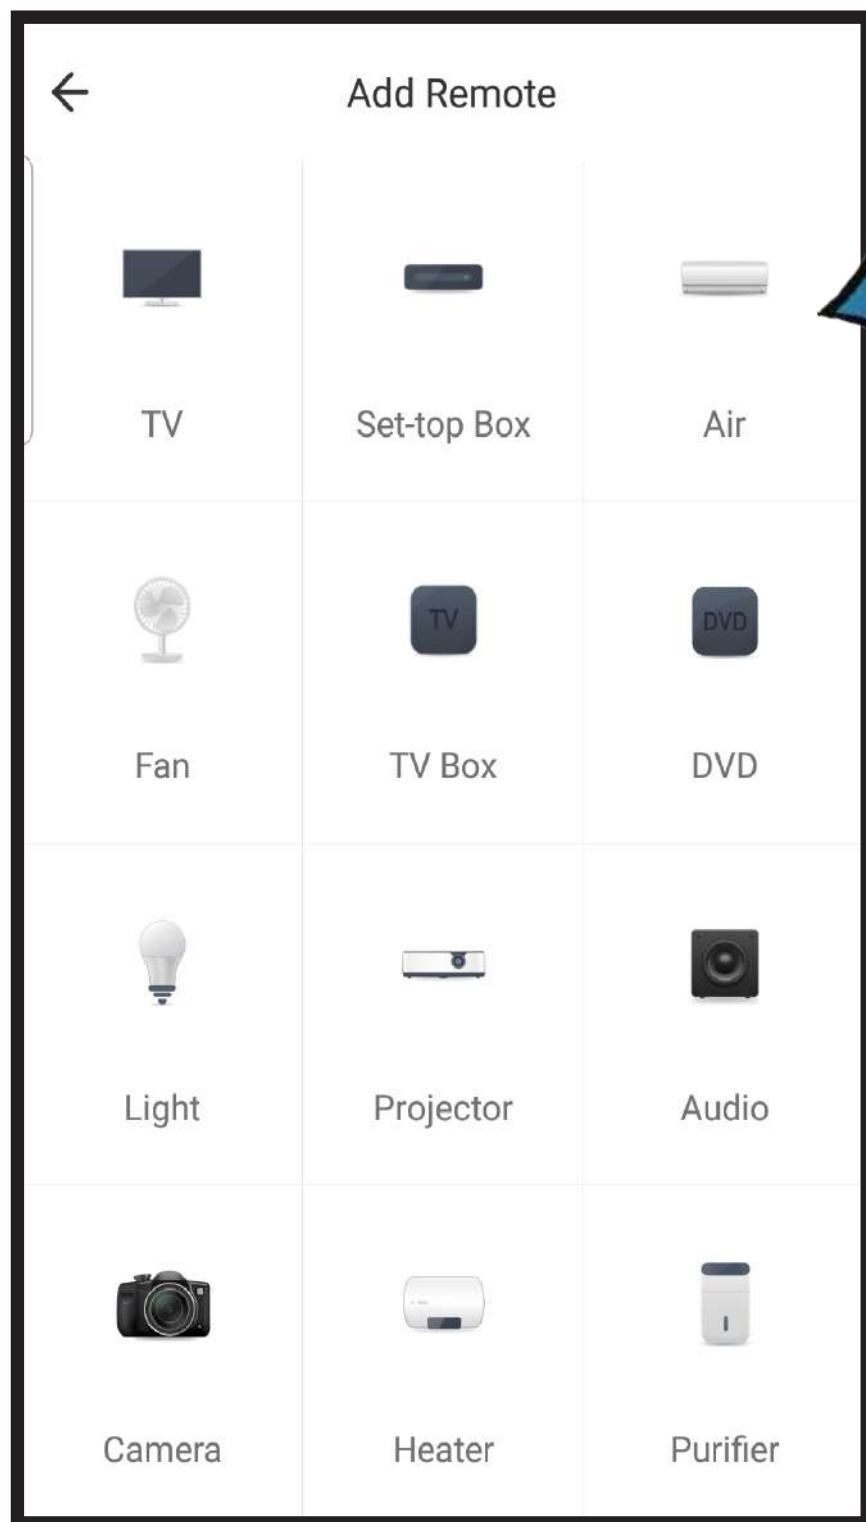 Add Remote
TV
Set-top Box
Air
TV
DVD
Fan
TV Box
DVD
Light
Projector
Audio
Camera
Heater
Purifier